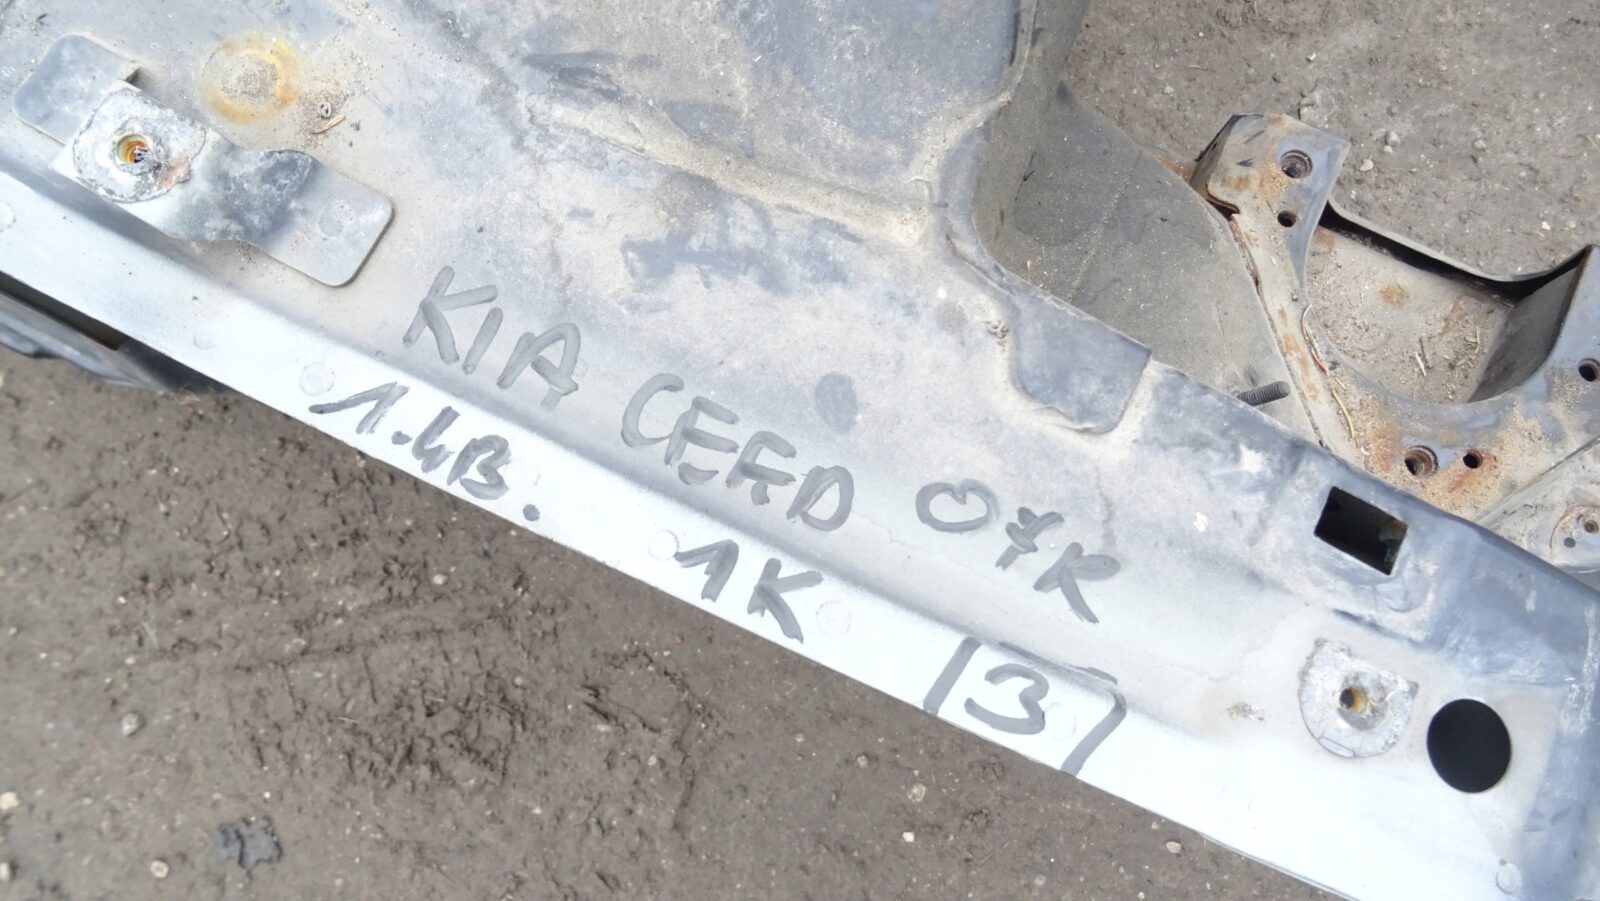 KIA CEED 07R
1.4B. 1K 3